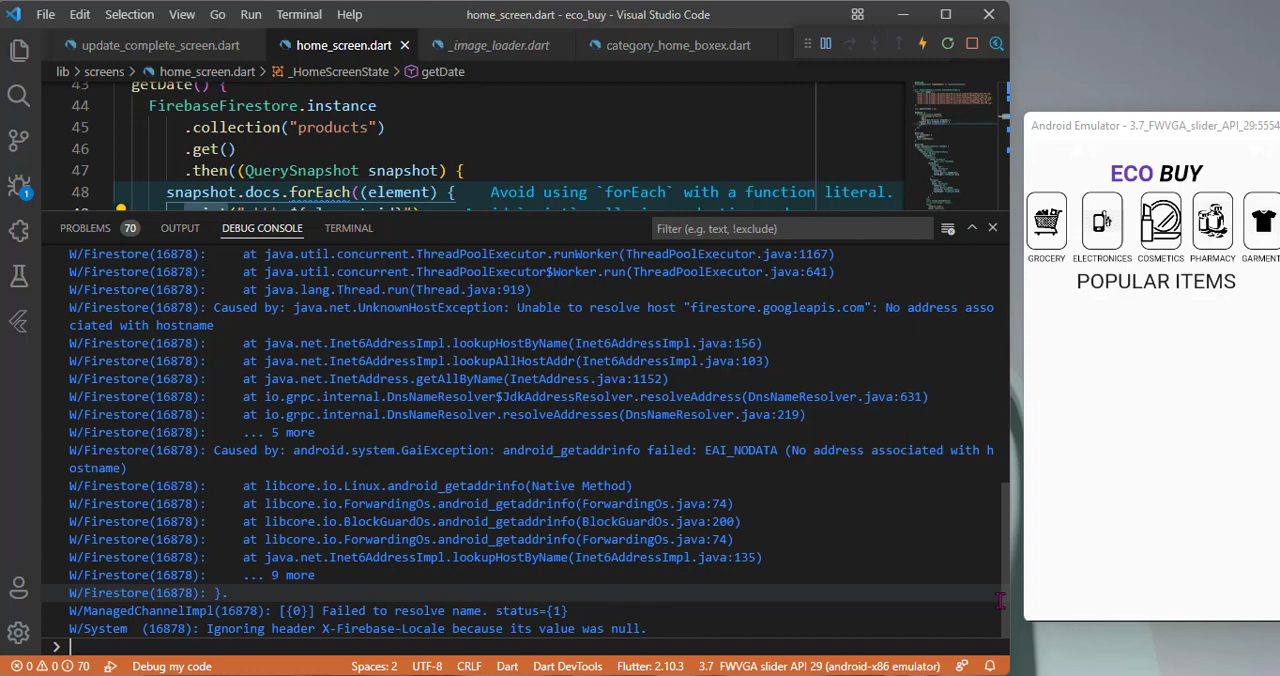 File Edit Selection View Go Run Terminal Help home_screen.dart - eco_buy - Visual Studio Code
update_complete_screen.dart home_screen.dart _image_loader.dart category_home_boxex.dart
lib > screens > home_screen.dart > _HomeScreenState > getDate
43 getDate() {
44 FirebaseFirestore.instance
45 .collection("products")
46 .get()
47 .then((QuerySnapshot snapshot) {
48 snapshot.docs.forEach((element) { Avoid using `forEach` with a function literal.
PROBLEMS 70 OUTPUT DEBUG CONSOLE TERMINAL Filter (e.g. text, !exclude)
W/Firestore(16878): at java.util.concurrent.ThreadPoolExecutor.runWorker(ThreadPoolExecutor.java:1167)
W/Firestore(16878): at java.util.concurrent.ThreadPoolExecutor$Worker.run(ThreadPoolExecutor.java:641)
W/Firestore(16878): at java.lang.Thread.run(Thread.java:919)
W/Firestore(16878): Caused by: java.net.UnknownHostException: Unable to resolve host "firestore.googleapis.com": No address asso
ciated with hostname
W/Firestore(16878): at java.net.Inet6AddressImpl.lookupHostByName(Inet6AddressImpl.java:156)
W/Firestore(16878): at java.net.Inet6AddressImpl.lookupAllHostAddr(Inet6AddressImpl.java:103)
W/Firestore(16878): at java.net.InetAddress.getAllByName(InetAddress.java:1152)
W/Firestore(16878): at io.grpc.internal.DnsNameResolver$JdkAddressResolver.resolveAddress(DnsNameResolver.java:631)
W/Firestore(16878): at io.grpc.internal.DnsNameResolver.resolveAddresses(DnsNameResolver.java:219)
W/Firestore(16878): ... 5 more
W/Firestore(16878): Caused by: android.system.GaiException: android_getaddrinfo failed: EAI_NODATA (No address associated with h
ostname)
W/Firestore(16878): at libcore.io.Linux.android_getaddrinfo(Native Method)
W/Firestore(16878): at libcore.io.ForwardingOs.android_getaddrinfo(ForwardingOs.java:74)
W/Firestore(16878): at libcore.io.BlockGuardOs.android_getaddrinfo(BlockGuardOs.java:200)
W/Firestore(16878): at libcore.io.ForwardingOs.android_getaddrinfo(ForwardingOs.java:74)
W/Firestore(16878): at java.net.Inet6AddressImpl.lookupHostByName(Inet6AddressImpl.java:135)
W/Firestore(16878): ... 9 more
W/Firestore(16878): }.
W/ManagedChannelImpl(16878): [{0}] Failed to resolve name. status={1}
W/System (16878): Ignoring header X-Firebase-Locale because its value was null.
>
0 0 70 Debug my code Spaces: 2 UTF-8 CRLF Dart Dart DevTools Flutter: 2.10.3 3.7 FWVGA slider API 29 (android-x86 emulator)
1
Android Emulator - 3.7_FWVGA_slider_API_29:5554
ECO BUY
GROCERY ELECTRONICES COSMETICS PHARMACY GARMENT
POPULAR ITEMS